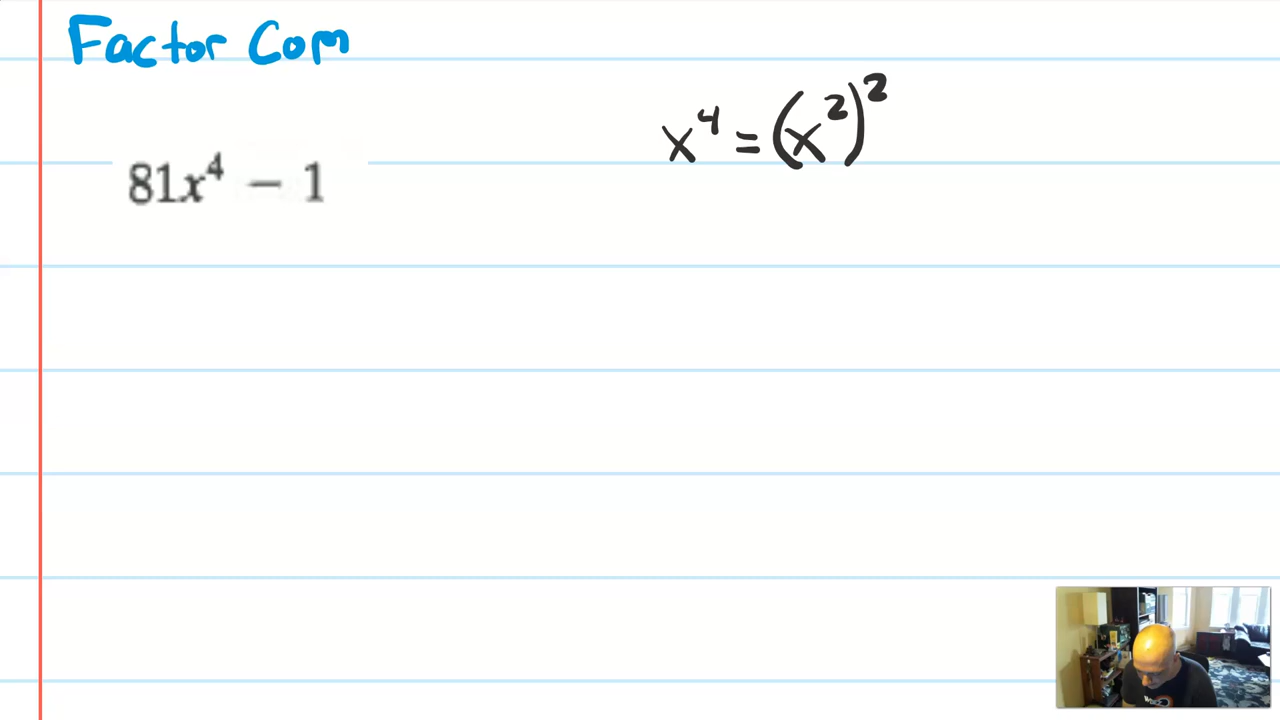 Factor Com
x⁴ = (x²)²
81x⁴ − 1